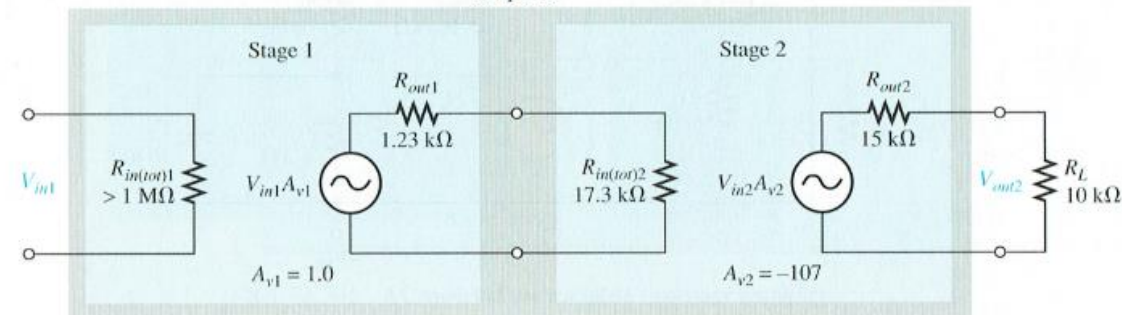 Stage 1
Stage 2
R_out1
1.23 kΩ
R_out2
15 kΩ
V_in1
R_in(tot)1
> 1 MΩ
V_in1A_v1
R_in(tot)2
17.3 kΩ
V_in2A_v2
V_out2
R_L
10 kΩ
A_v1 = 1.0
A_v2 = –107